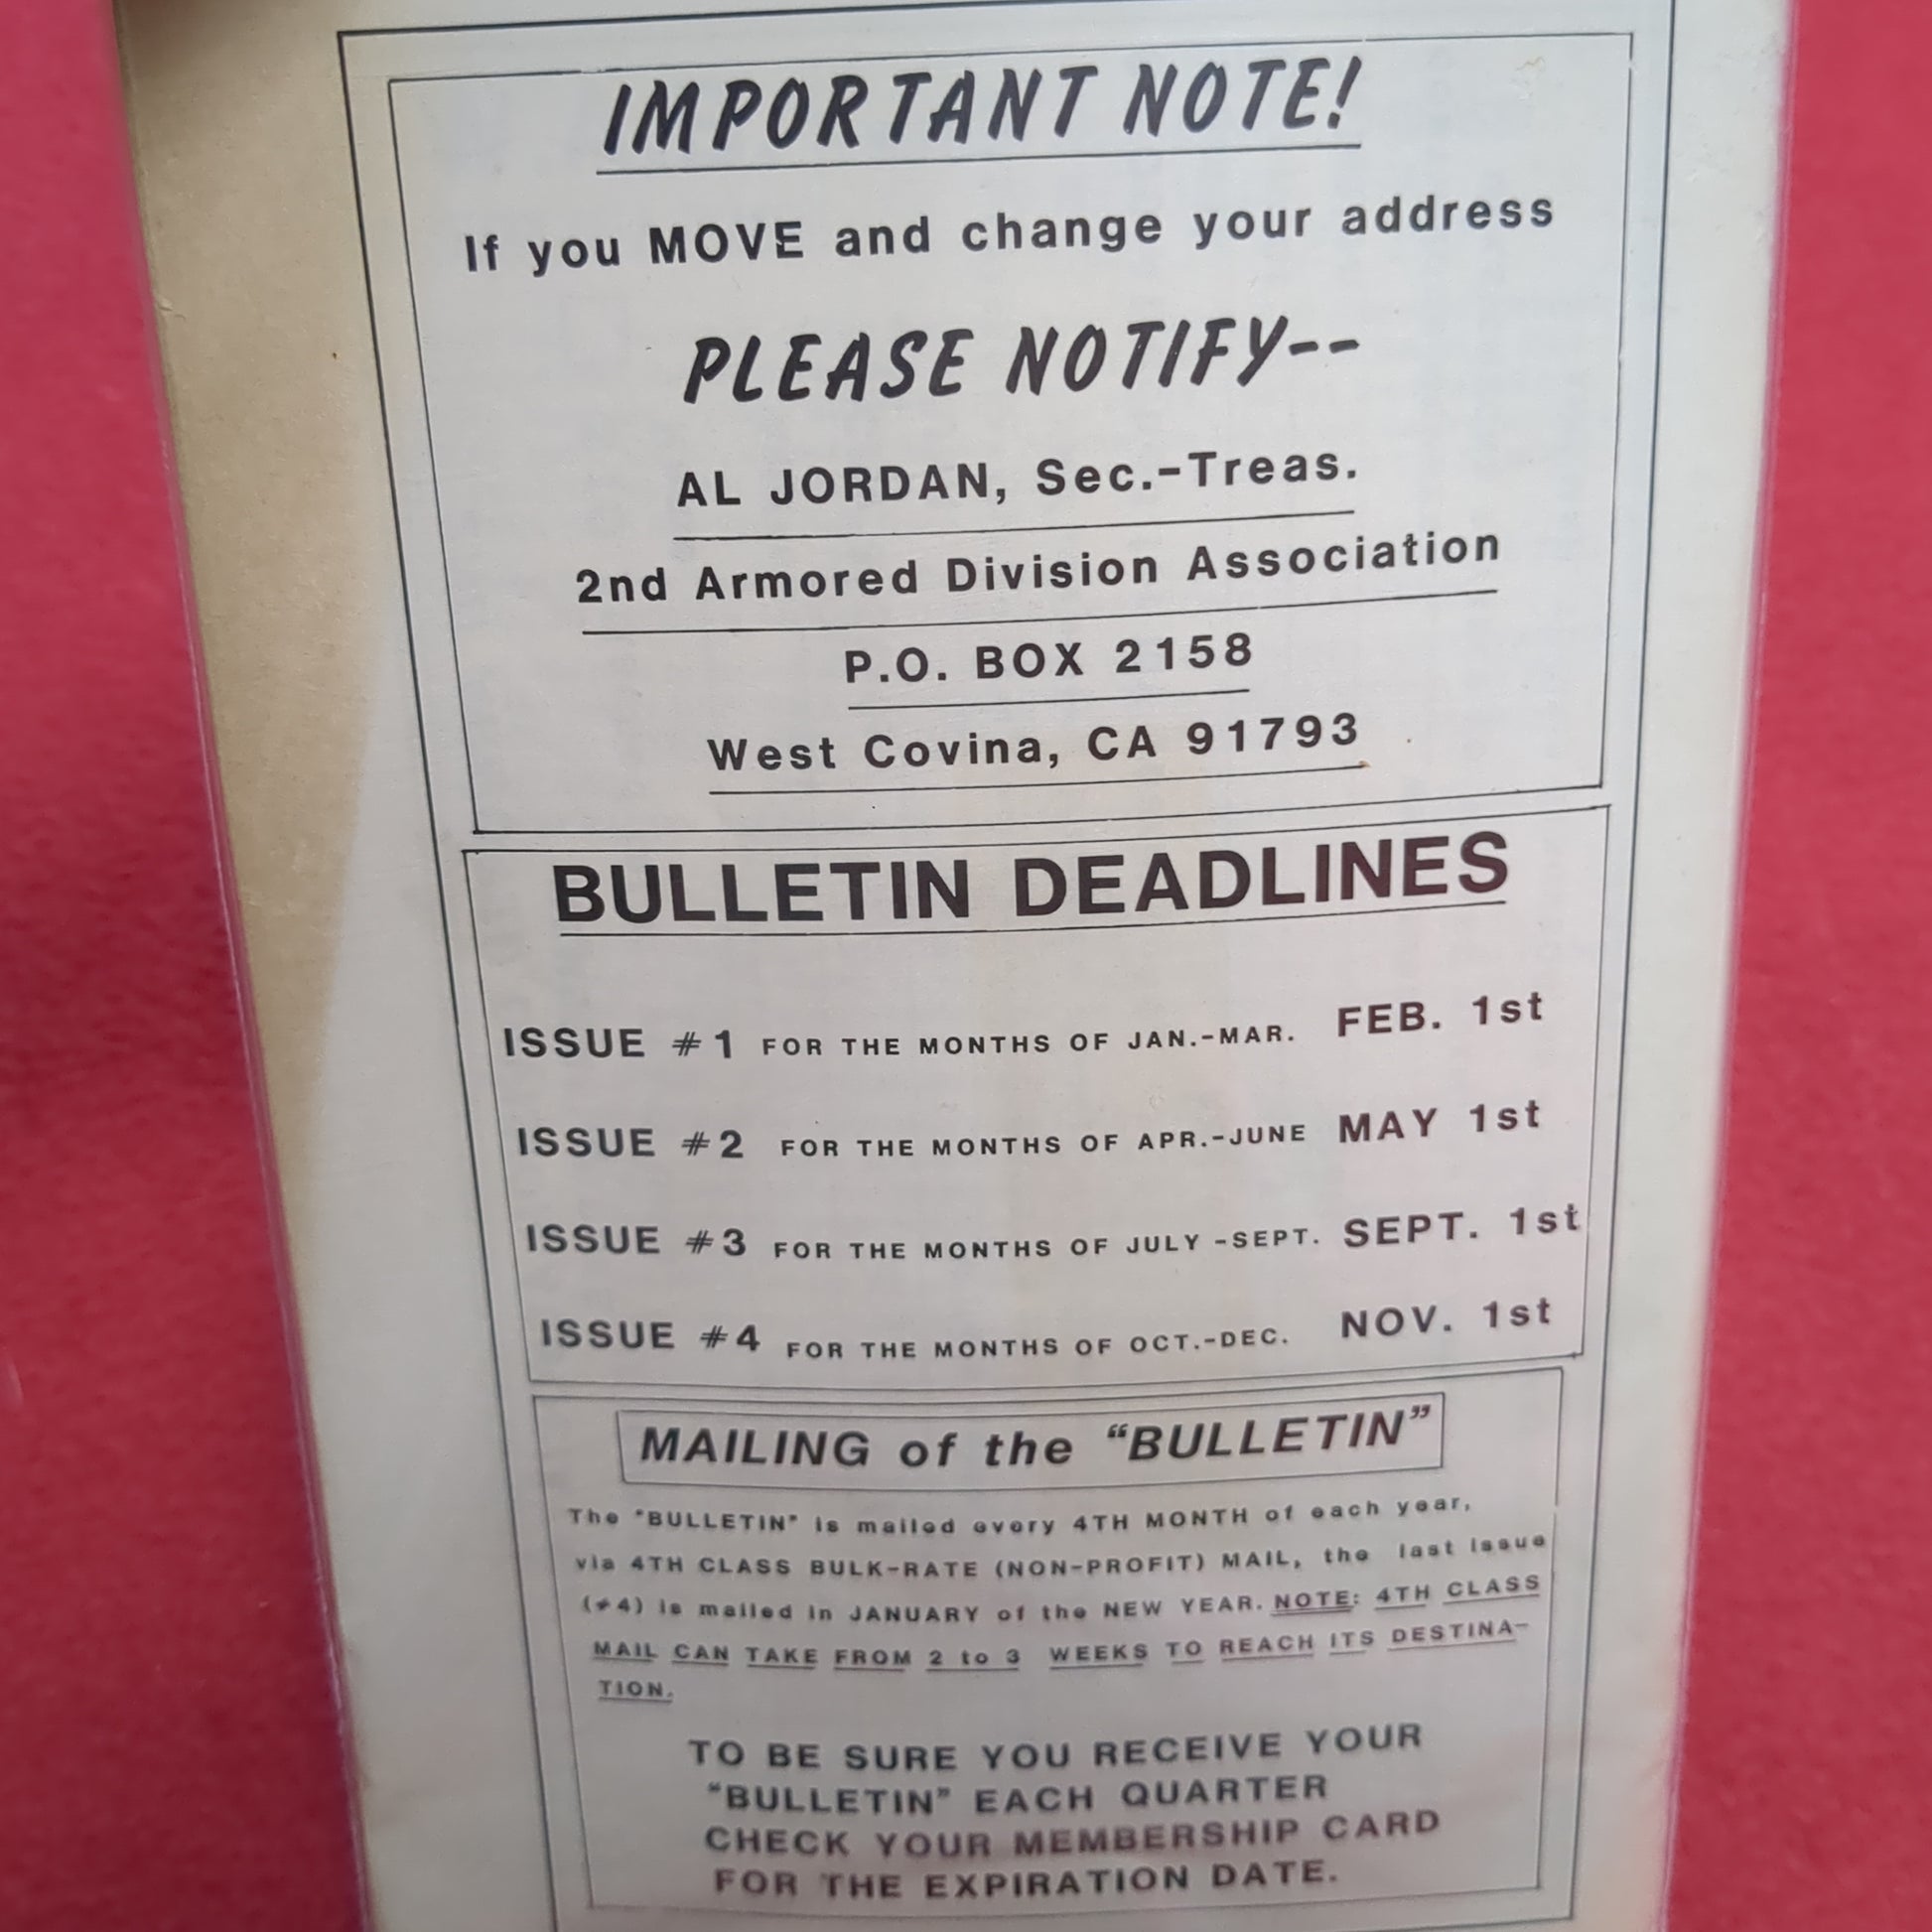 IMPORTANT NOTE!
If you MOVE and change your address
PLEASE NOTIFY--
AL JORDAN, Sec.-Treas.
2nd Armored Division Association
P.O. BOX 2158
West Covina, CA 91793
BULLETIN DEADLINES
ISSUE #1 FOR THE MONTHS OF JAN.-MAR. FEB. 1st
ISSUE #2 FOR THE MONTHS OF APR.-JUNE MAY 1st
ISSUE #3 FOR THE MONTHS OF JULY -SEPT. SEPT. 1st
ISSUE #4 FOR THE MONTHS OF OCT.-DEC. NOV. 1st
MAILING of the “BULLETIN”
The "BULLETIN" is mailed every 4TH MONTH of each year,
via 4TH CLASS BULK-RATE (NON-PROFIT) MAIL, the last issue
(#4) is mailed in JANUARY of the NEW YEAR. NOTE: 4TH CLASS
MAIL CAN TAKE FROM 2 to 3 WEEKS TO REACH ITS DESTINA-
TION.
TO BE SURE YOU RECEIVE YOUR
“BULLETIN” EACH QUARTER
CHECK YOUR MEMBERSHIP CARD
FOR THE EXPIRATION DATE.